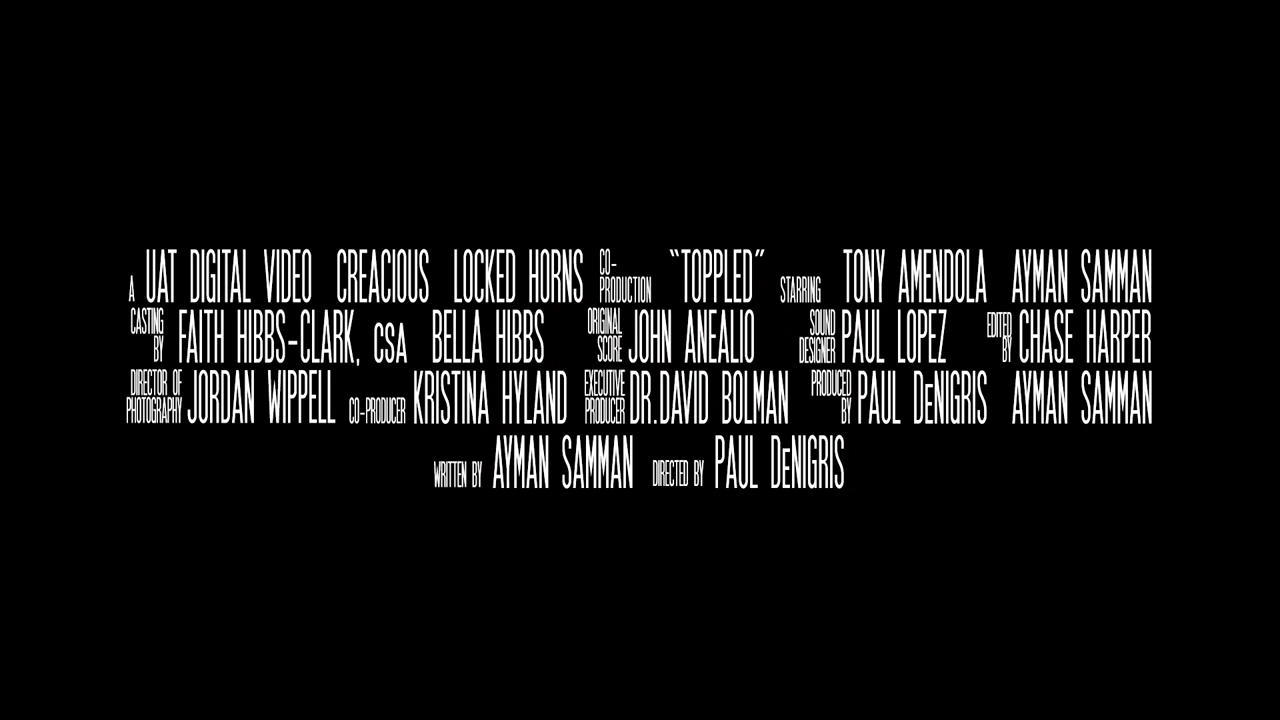 A UAT DIGITAL VIDEO CREACIOUS LOCKED HORNS CO-PRODUCTION "TOPPLED" STARRING TONY AMENDOLA AYMAN SAMMAN
CASTING BY FAITH HIBBS-CLARK, CSA BELLA HIBBS ORIGINAL SCORE JOHN ANEALIO SOUND DESIGNER PAUL LOPEZ EDITED BY CHASE HARPER
DIRECTOR OF PHOTOGRAPHY JORDAN WIPPELL CO-PRODUCER KRISTINA HYLAND EXECUTIVE PRODUCER DR.DAVID BOLMAN PRODUCED BY PAUL DeNIGRIS AYMAN SAMMAN
WRITTEN BY AYMAN SAMMAN DIRECTED BY PAUL DeNIGRIS